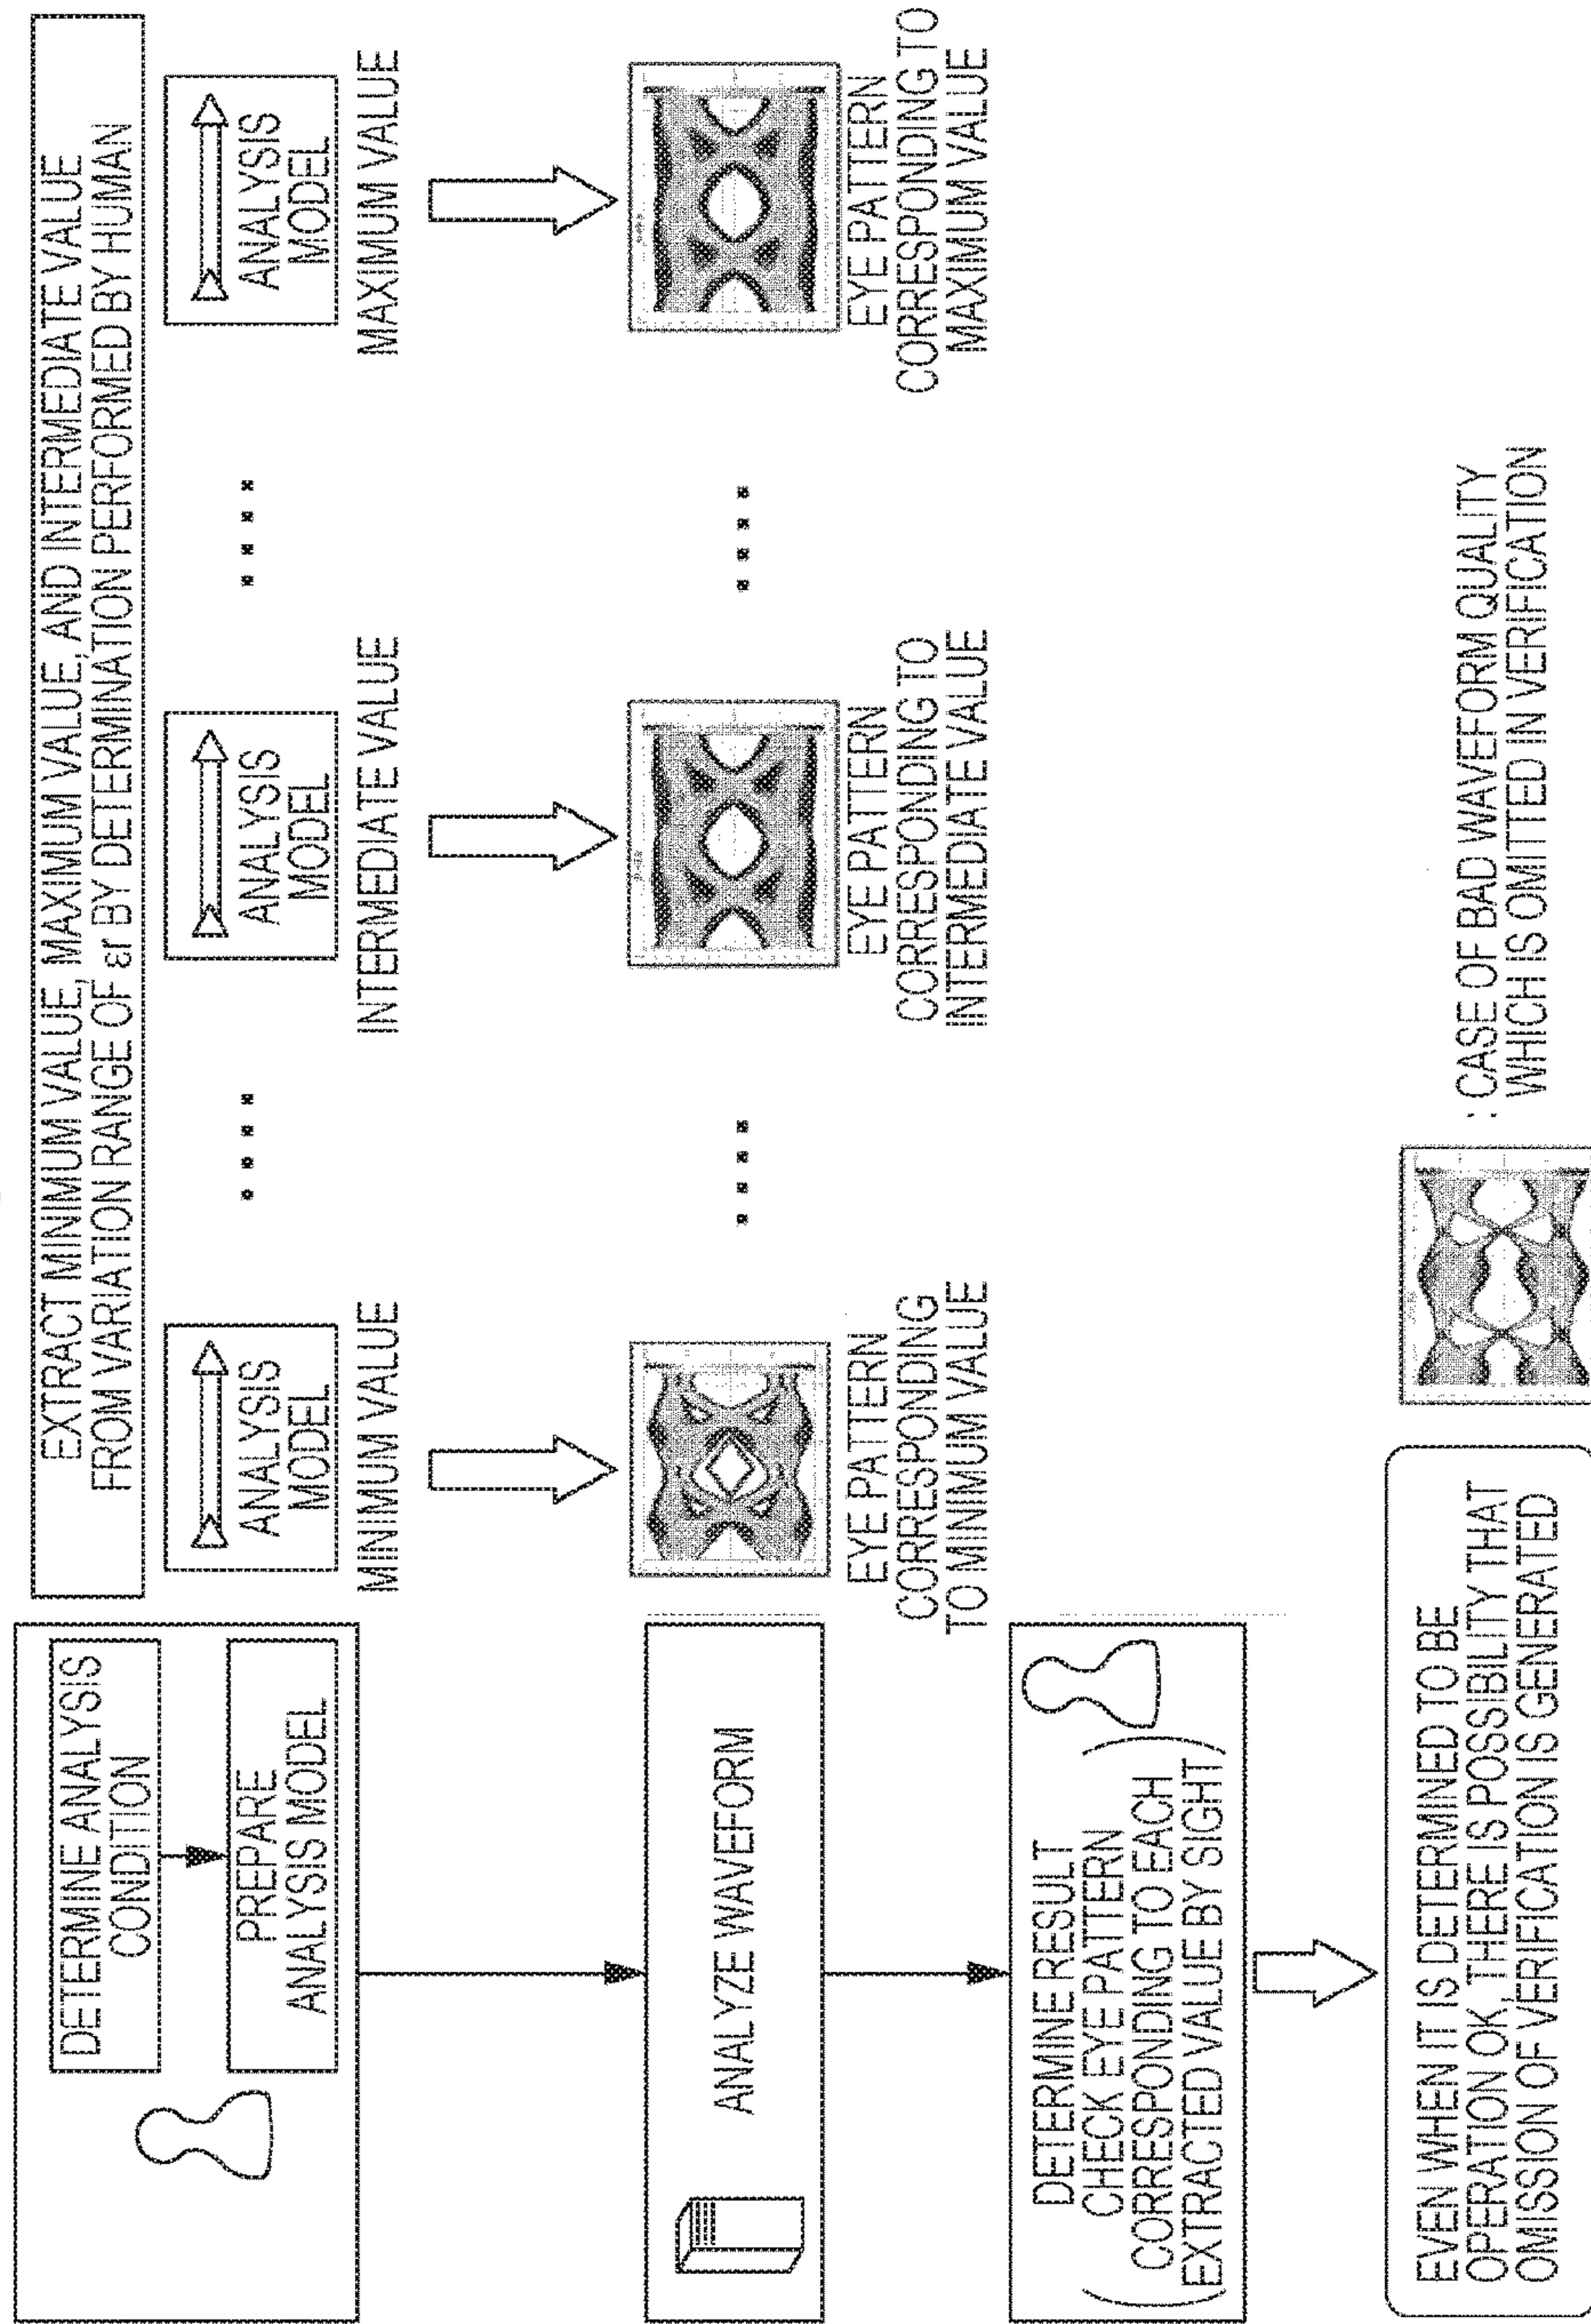 DETERMINE ANALYSIS
CONDITION
PREPARE
ANALYSIS MODEL
EXTRACT MINIMUM VALUE, MAXIMUM VALUE, AND INTERMEDIATE VALUE
FROM VARIATION RANGE OF εr BY DETERMINATION PERFORMED BY HUMAN
ANALYSIS
MODEL
MINIMUM VALUE
ANALYSIS
MODEL
INTERMEDIATE VALUE
ANALYSIS
MODEL
MAXIMUM VALUE
ANALYZE WAVEFORM
EYE PATTERN
CORRESPONDING
TO MINIMUM VALUE
EYE PATTERN
CORRESPONDING TO
INTERMEDIATE VALUE
EYE PATTERN
CORRESPONDING TO
MAXIMUM VALUE
DETERMINE RESULT
(CHECK EYE PATTERN
CORRESPONDING TO EACH
EXTRACTED VALUE BY SIGHT)
EVEN WHEN IT IS DETERMINED TO BE
OPERATION OK, THERE IS POSSIBILITY THAT
OMISSION OF VERIFICATION IS GENERATED
: CASE OF BAD WAVEFORM QUALITY
WHICH IS OMITTED IN VERIFICATION